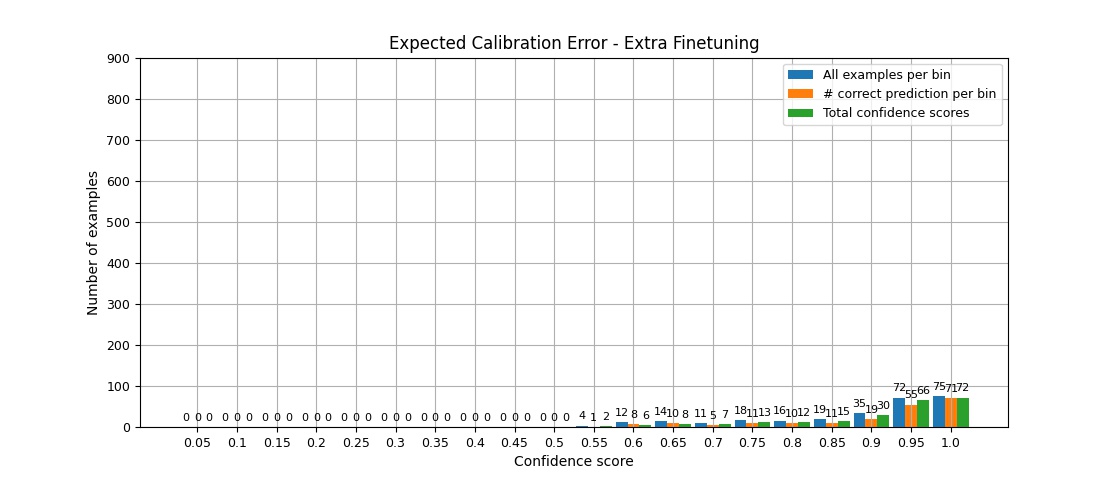 Expected Calibration Error - Extra Finetuning
All examples per bin
# correct prediction per bin
Total confidence scores
Number of examples
900
800
700
600
500
400
300
200
100
0
0 0 0 0 0 0 0 0 0 0 0 0 0 0 0 0 0 0 0 0 0 0 0 0 0 0 0 0 0 0 4 1 2 12 8 6 14 10 8 11 5 7 18 11 13 16 10 12 19 11 15 35 19 30 72 55 66 75 71 72
0.05 0.1 0.15 0.2 0.25 0.3 0.35 0.4 0.45 0.5 0.55 0.6 0.65 0.7 0.75 0.8 0.85 0.9 0.95 1.0
Confidence score